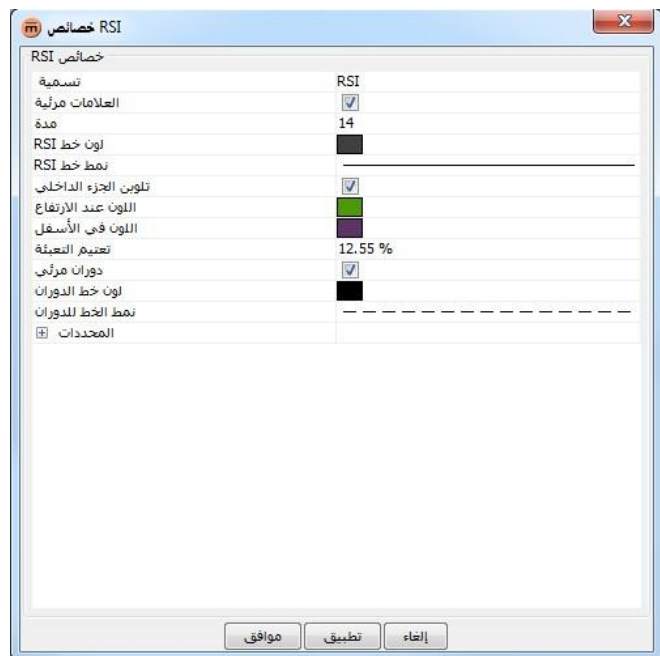 خصائص RSI
خصائص RSI
تسمية RSI
العلامات مرئية
مدة 14
لون خط RSI
نمط خط RSI
تلوين الجزء الداخلي
اللون عند الارتفاع
اللون في الأسفل
تعتيم التعبئة 12.55 %
دوران مرئي
لون خط الدوران
نمط الخط للدوران
المحددات
موافق تطبيق إلغاء